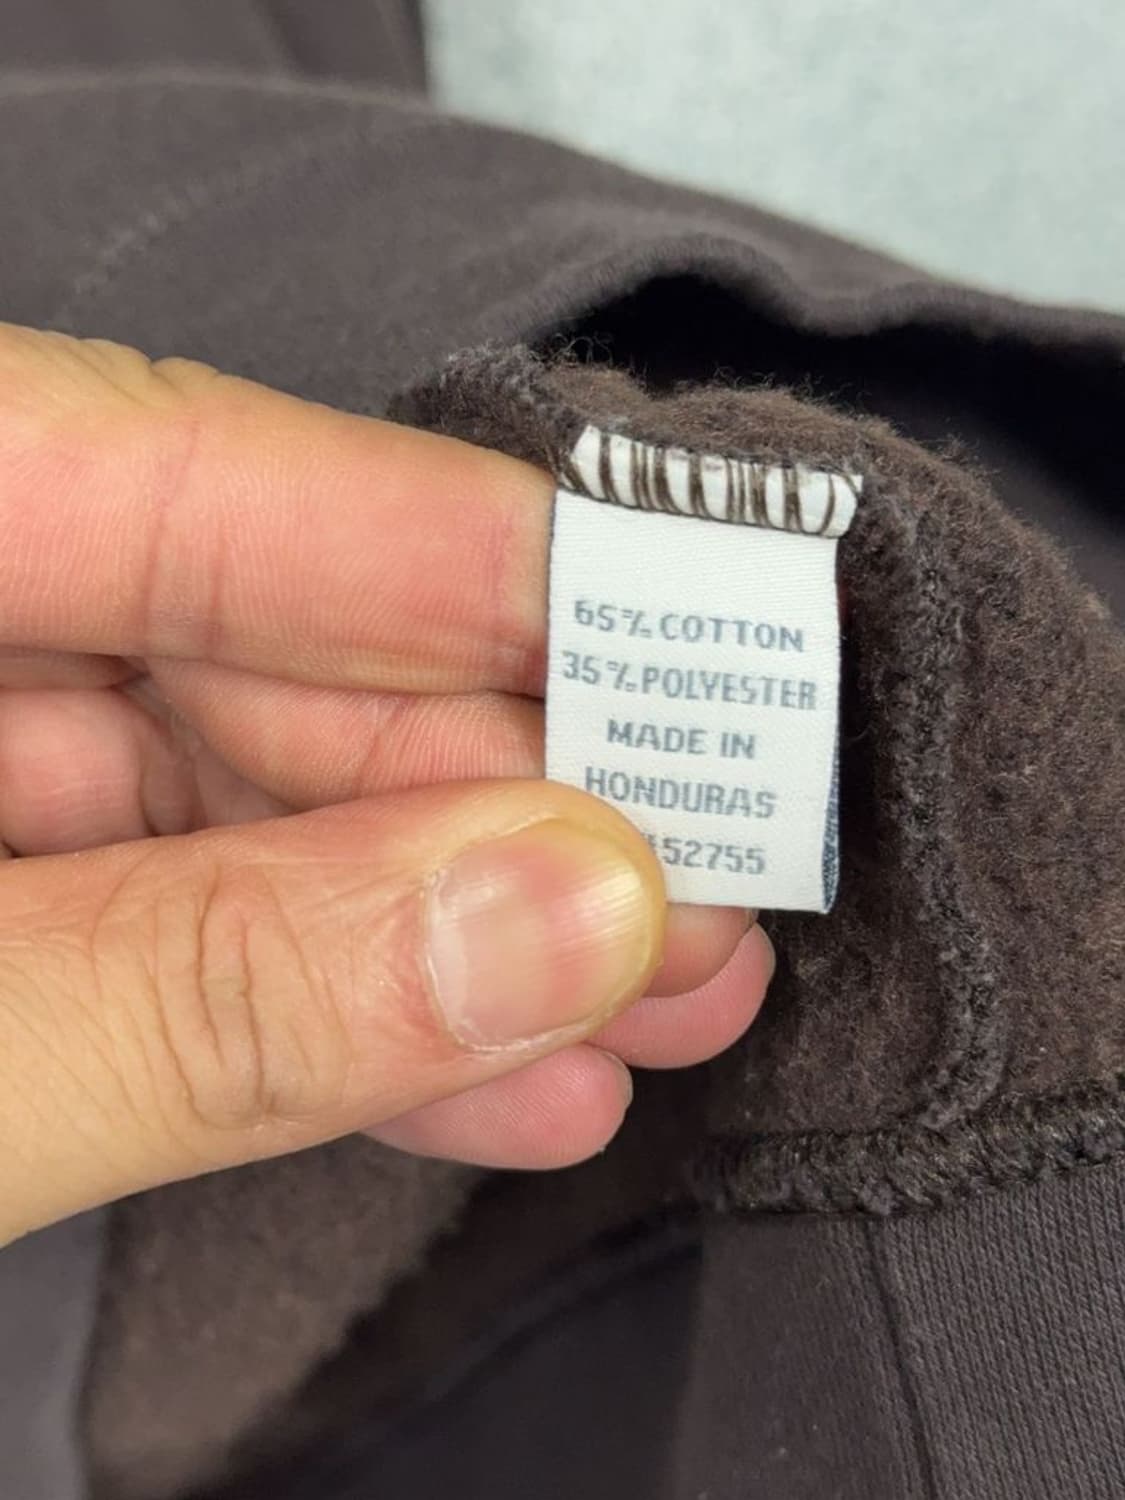 65% COTTON
35% POLYESTER
MADE IN
HONDURAS
52755